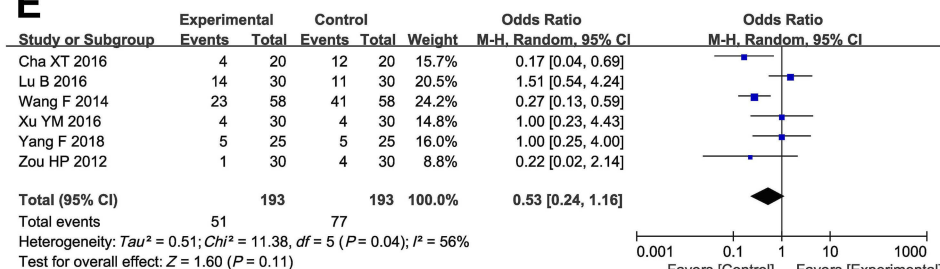 E
Experimental Control Odds Ratio Odds Ratio
Study or Subgroup Events Total Events Total Weight M-H, Random, 95% CI M-H, Random, 95% CI
Cha XT 2016 4 20 12 20 15.7% 0.17 [0.04, 0.69]
Lu B 2016 14 30 11 30 20.5% 1.51 [0.54, 4.24]
Wang F 2014 23 58 41 58 24.2% 0.27 [0.13, 0.59]
Xu YM 2016 4 30 4 30 14.8% 1.00 [0.23, 4.43]
Yang F 2018 5 25 5 25 16.0% 1.00 [0.25, 4.00]
Zou HP 2012 1 30 4 30 8.8% 0.22 [0.02, 2.14]
Total (95% CI) 193 193 100.0% 0.53 [0.24, 1.16]
Total events 51 77
Heterogeneity: Tau² = 0.51; Chi² = 11.38, df = 5 (P = 0.04); I² = 56%
Test for overall effect: Z = 1.60 (P = 0.11)
0.001 0.1 1 10 1000
Favors [Control] Favors [Experimental]